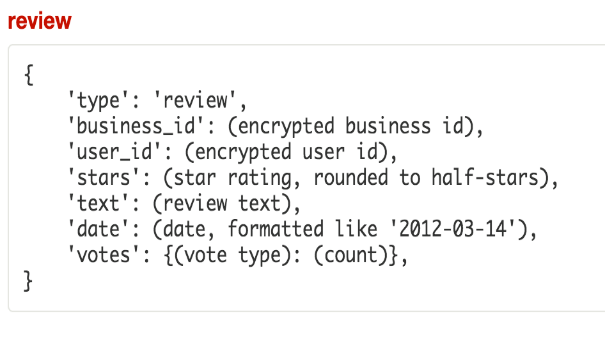 review
{
    'type': 'review',
    'business_id': (encrypted business id),
    'user_id': (encrypted user id),
    'stars': (star rating, rounded to half-stars),
    'text': (review text),
    'date': (date, formatted like '2012-03-14'),
    'votes': {(vote type): (count)},
}